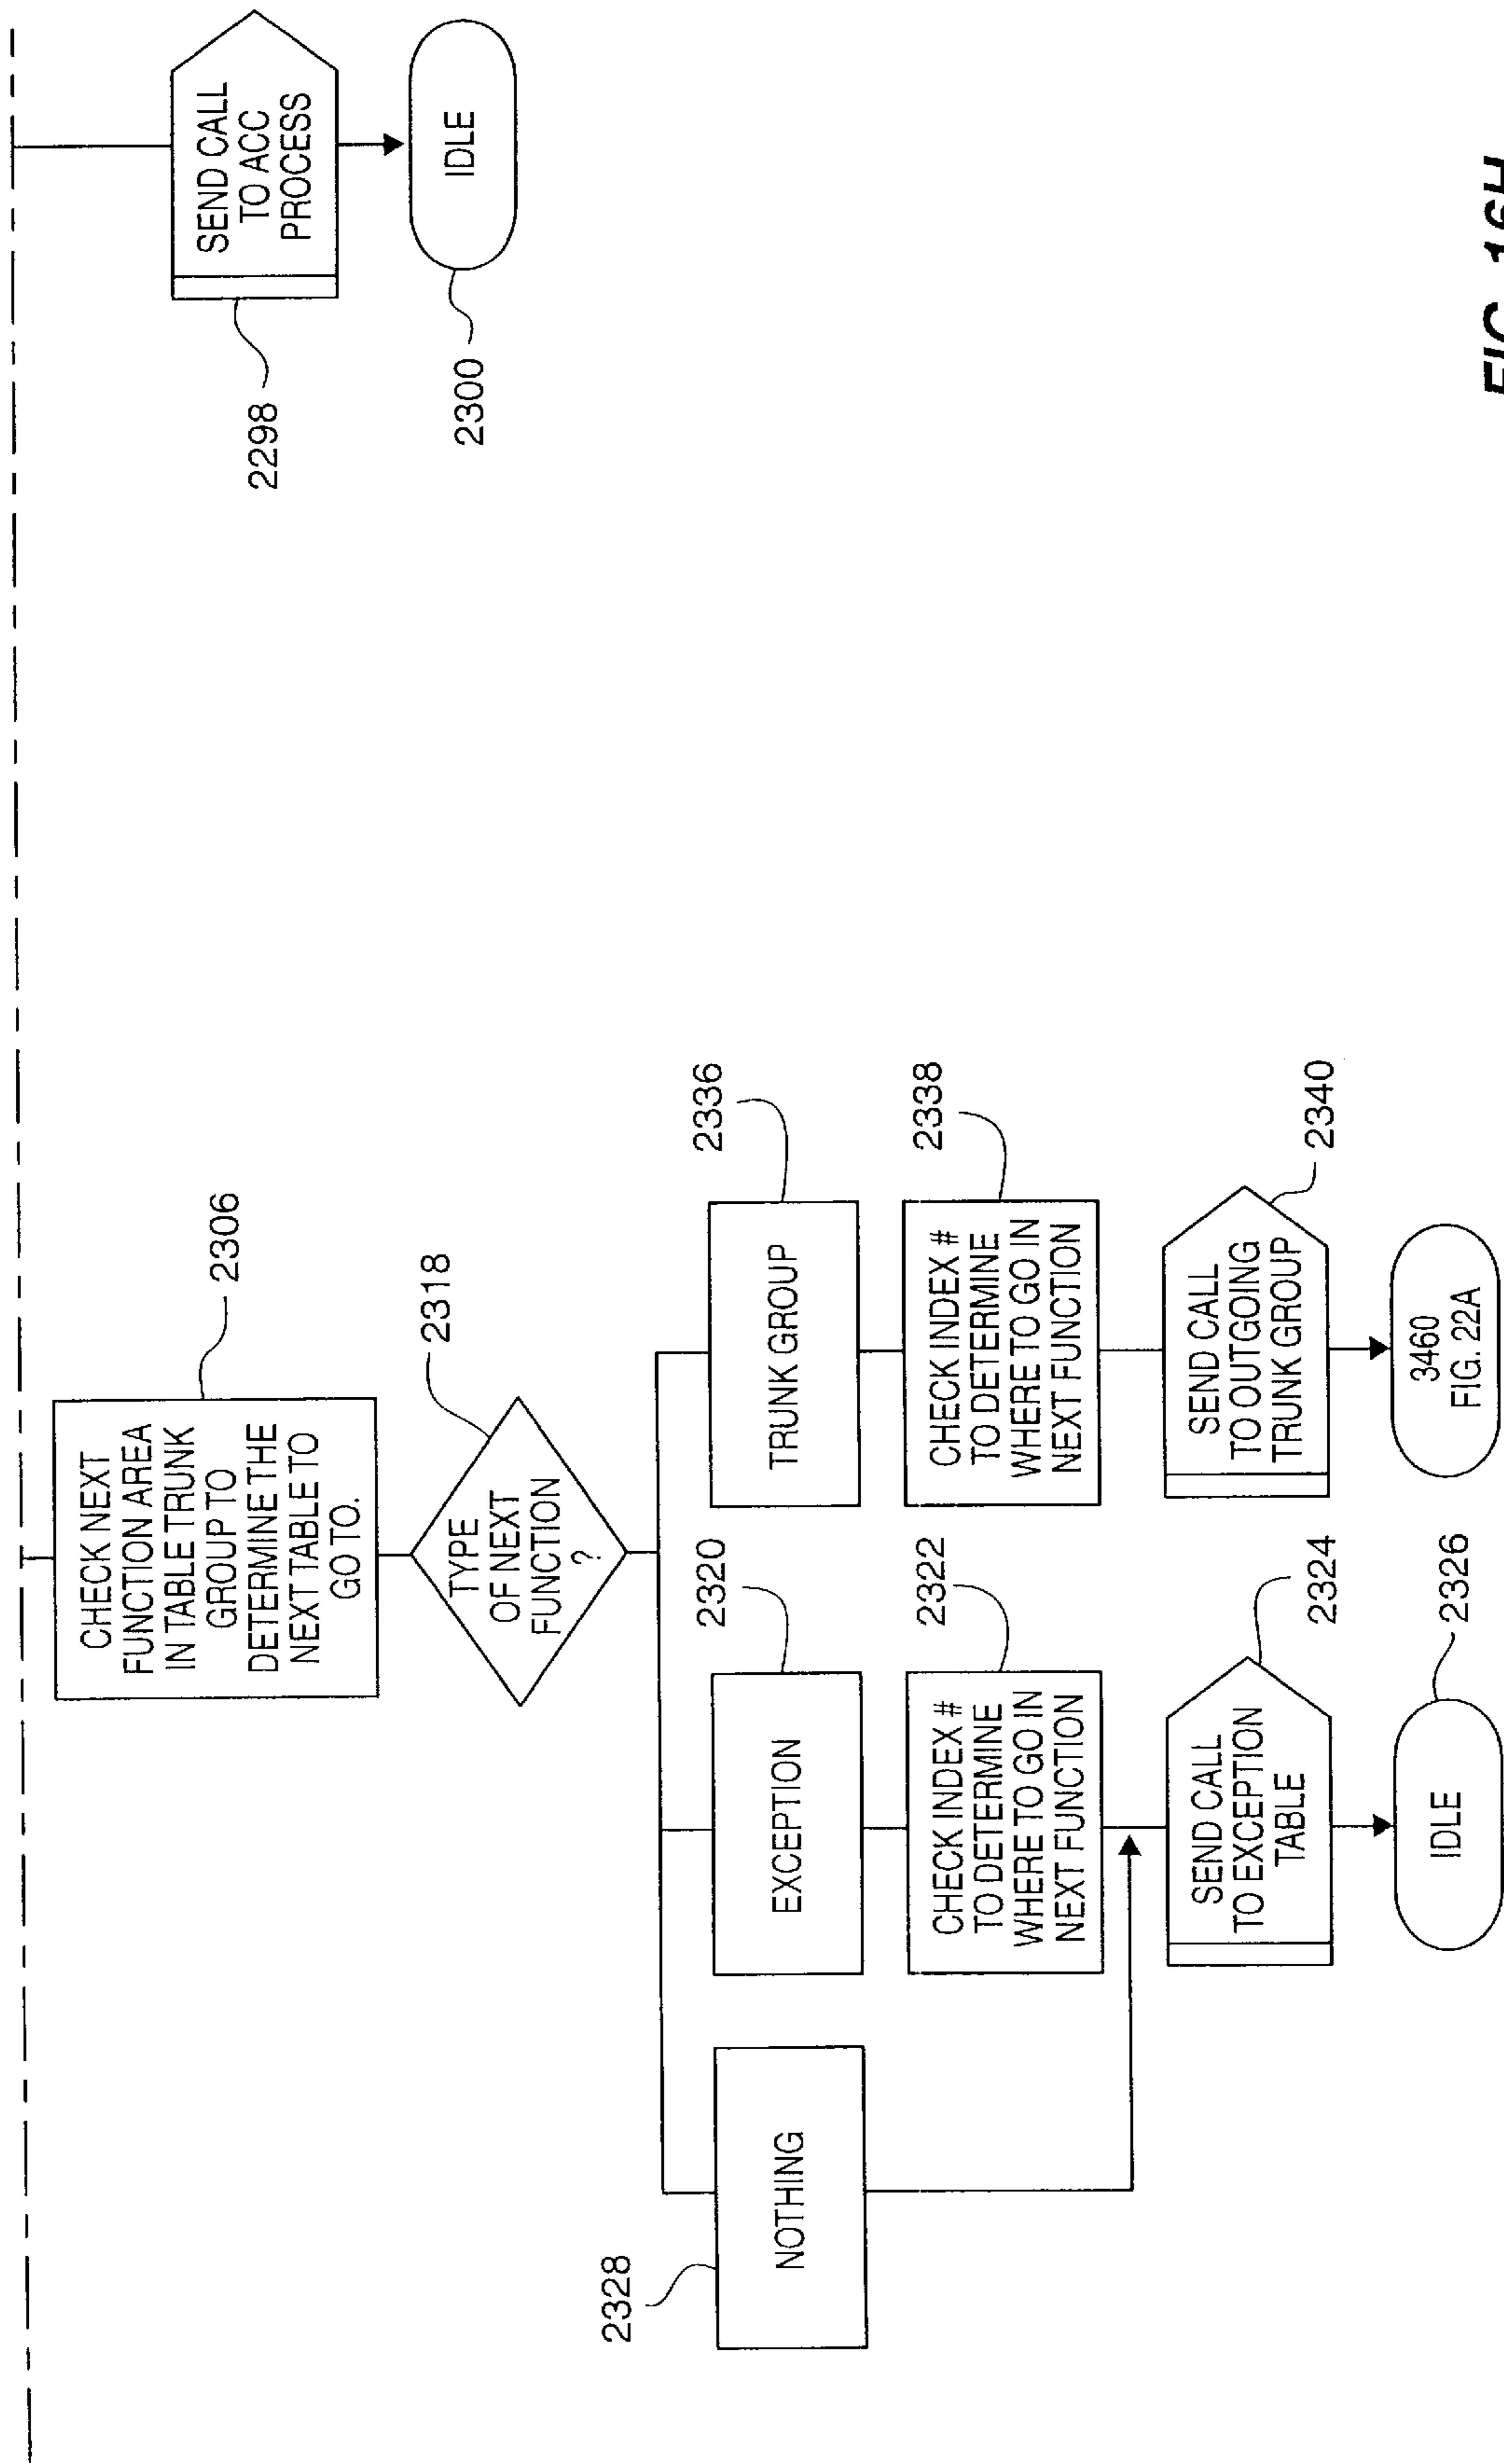 SEND CALL
TO ACC
PROCESS
2298
IDLE
2300
CHECK NEXT
FUNCTION AREA
IN TABLE TRUNK
GROUP TO
DETERMINE THE
NEXT TABLE TO
GO TO.
2306
TYPE
OF NEXT
FUNCTION
?
2318
2328
NOTHING
EXCEPTION
2320
TRUNK GROUP
2336
CHECK INDEX #
TO DETERMINE
WHERE TO GO IN
NEXT FUNCTION
2322
CHECK INDEX #
TO DETERMINE
WHERE TO GO IN
NEXT FUNCTION
2338
SEND CALL
TO EXCEPTION
TABLE
2324
SEND CALL
TO OUTGOING
TRUNK GROUP
2340
IDLE
2326
3460
FIG. 22A
FIG. 16H